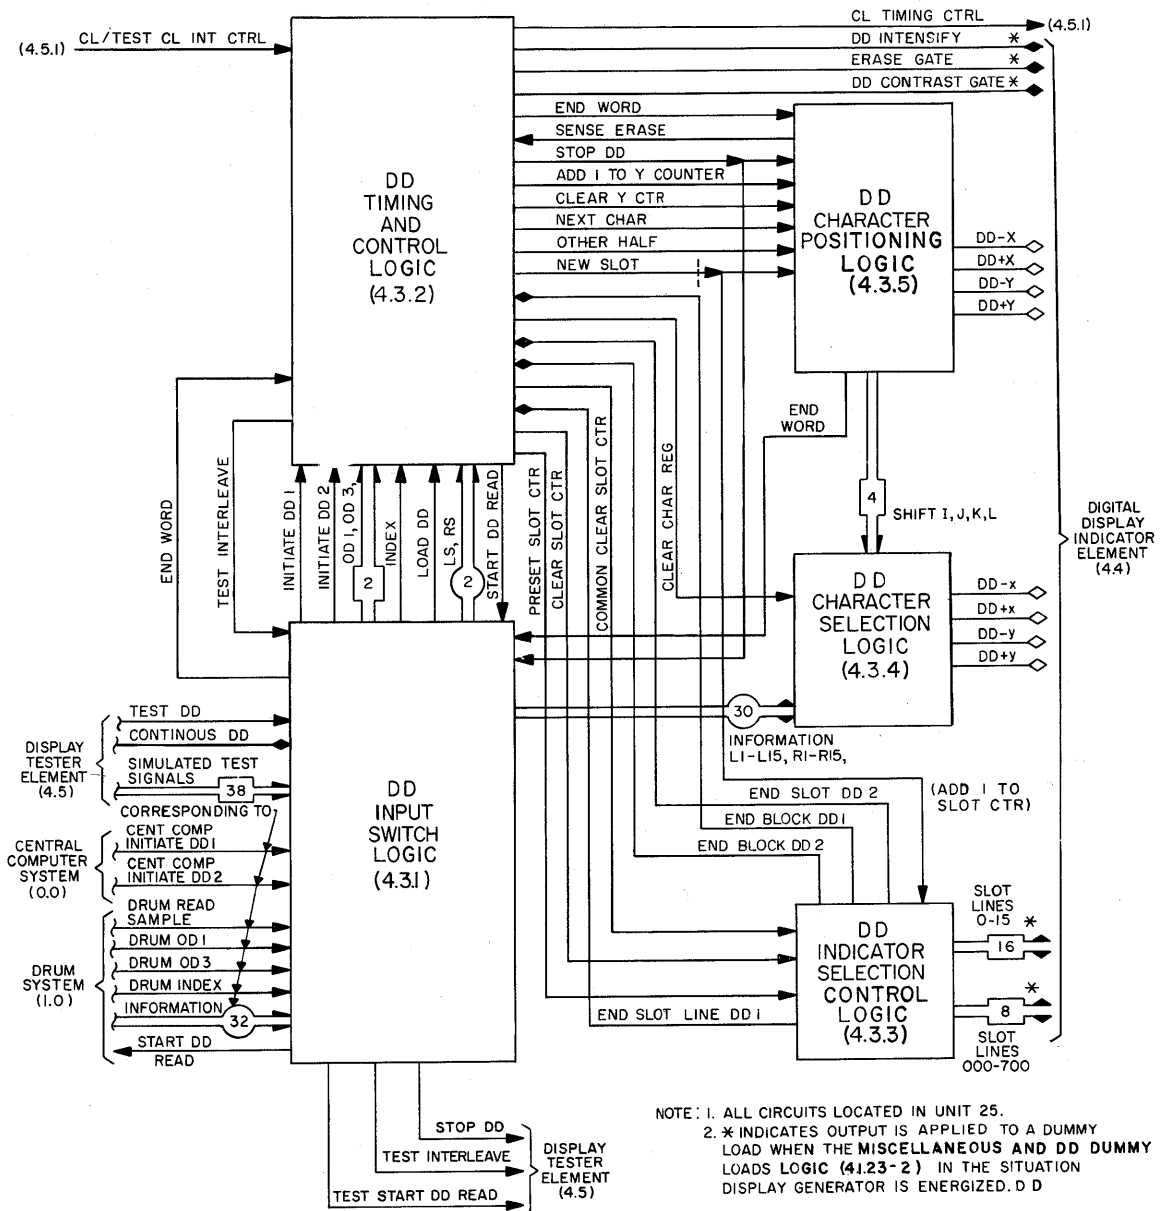 (4.5.1)
CL/TEST CL INT CTRL
CL TIMING CTRL
(4.5.1)
DD INTENSIFY *
ERASE GATE *
DD CONTRAST GATE *
END WORD
SENSE ERASE
STOP DD
ADD 1 TO Y COUNTER
CLEAR Y CTR
NEXT CHAR
OTHER HALF
NEW SLOT
DD
TIMING
AND
CONTROL
LOGIC
(4.3.2)
DD
CHARACTER
POSITIONING
LOGIC
(4.3.5)
DD-X
DD+X
DD-Y
DD+Y
END
WORD
4
SHIFT I,J,K,L
DIGITAL
DISPLAY
INDICATOR
ELEMENT
(4.4)
END WORD
TEST INTERLEAVE
INITIATE DD 1
INITIATE DD 2
OD 1, OD 3,
2
INDEX
LOAD DD
LS, RS
2
START DD READ
PRESET SLOT CTR
CLEAR SLOT CTR
COMMON CLEAR SLOT CTR
CLEAR CHAR REG
DD
CHARACTER
SELECTION
LOGIC
(4.3.4)
DD-x
DD+x
DD-y
DD+y
30
INFORMATION
L1-L15, R1-R15,
TEST DD
CONTINOUS DD
SIMULATED TEST
SIGNALS
38
DISPLAY
TESTER
ELEMENT
(4.5)
CORRESPONDING TO
CENT COMP
INITIATE DD1
CENT COMP
INITIATE DD2
CENTRAL
COMPUTER
SYSTEM
(0.0)
DRUM READ
SAMPLE
DRUM OD1
DRUM OD3
DRUM INDEX
INFORMATION
32
START DD
READ
DRUM
SYSTEM
(1.0)
DD
INPUT
SWITCH
LOGIC
(4.3.1)
END SLOT DD 2
END BLOCK DD1
END BLOCK DD2
(ADD 1 TO
SLOT CTR)
END SLOT LINE DD1
DD
INDICATOR
SELECTION
CONTROL
LOGIC
(4.3.3)
SLOT
LINES
0-15 *
16
*
8
SLOT
LINES
000-700
STOP DD
TEST INTERLEAVE
TEST START DD READ
DISPLAY
TESTER
ELEMENT
(4.5)
NOTE: 1. ALL CIRCUITS LOCATED IN UNIT 25.
2. * INDICATES OUTPUT IS APPLIED TO A DUMMY
LOAD WHEN THE MISCELLANEOUS AND DD DUMMY
LOADS LOGIC (4.1.23-2) IN THE SITUATION
DISPLAY GENERATOR IS ENERGIZED. D D